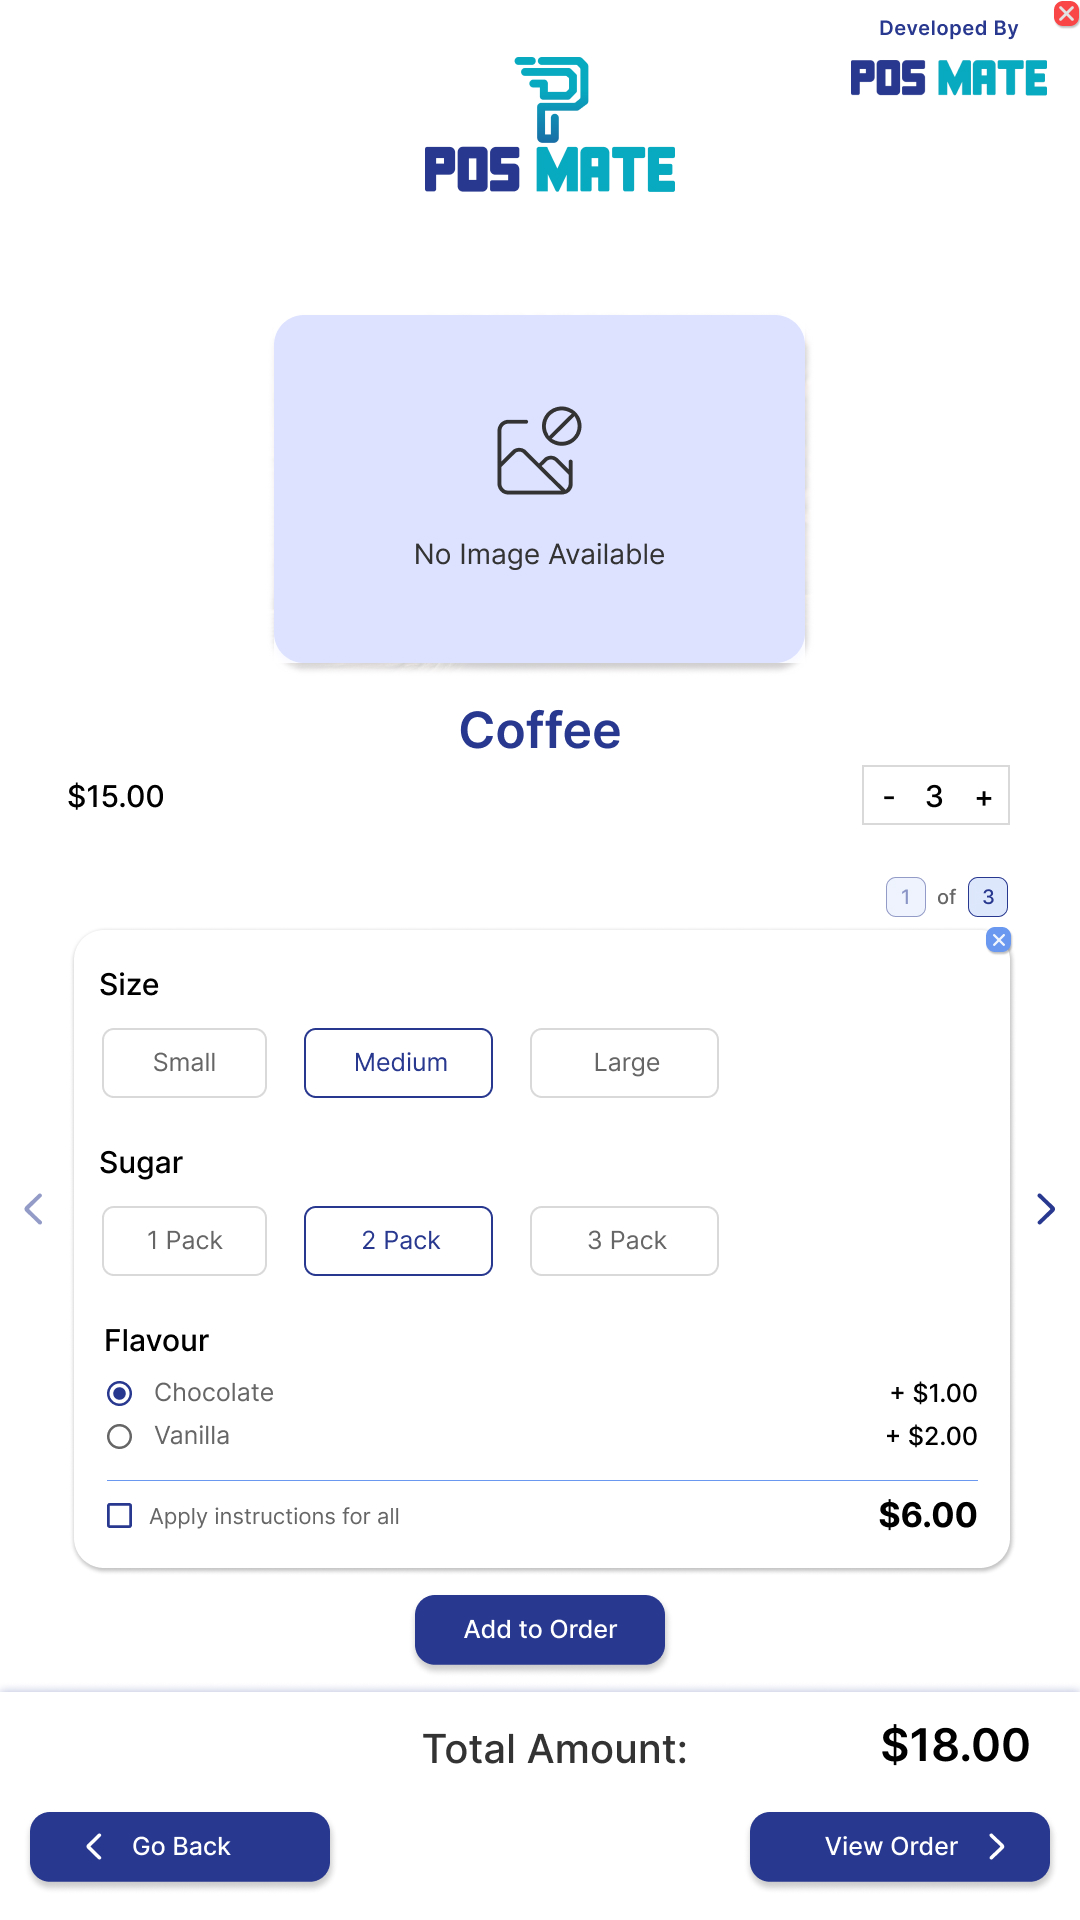 Developed By
POS MATE
POS MATE
No Image Available
Coffee
$15.00
- 3 +
1 of 3
Size
Small Medium Large
Sugar
1 Pack 2 Pack 3 Pack
Flavour
Chocolate + $1.00
Vanilla + $2.00
Apply instructions for all $6.00
Add to Order
Total Amount: $18.00
Go Back View Order